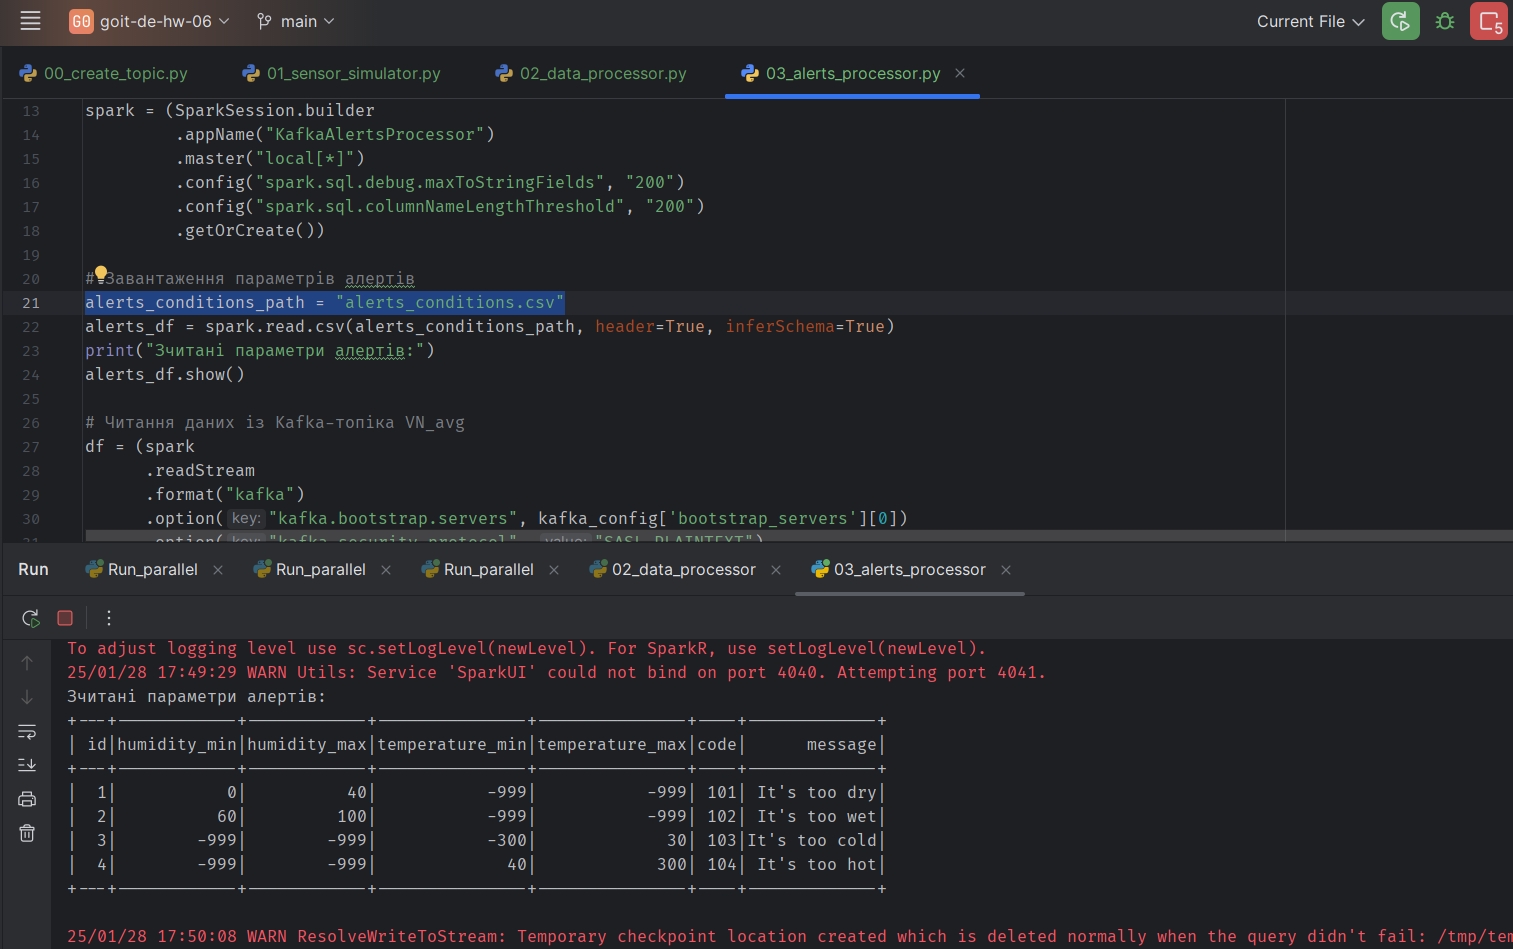 GO goit-de-hw-06 main Current File 5
00_create_topic.py 01_sensor_simulator.py 02_data_processor.py 03_alerts_processor.py
13 spark = (SparkSession.builder
14 .appName("KafkaAlertsProcessor")
15 .master("local[*]")
16 .config("spark.sql.debug.maxToStringFields", "200")
17 .config("spark.sql.columnNameLengthThreshold", "200")
18 .getOrCreate())
19
20 # Завантаження параметрів алертів
21 alerts_conditions_path = "alerts_conditions.csv"
22 alerts_df = spark.read.csv(alerts_conditions_path, header=True, inferSchema=True)
23 print("Зчитані параметри алертів:")
24 alerts_df.show()
25
26 # Читання даних із Kafka-топіка VN_avg
27 df = (spark
28 .readStream
29 .format("kafka")
30 .option( key: "kafka.bootstrap.servers", kafka_config['bootstrap_servers'][0])
31 .option( key: "kafka.security.protocol", value: "SASL_PLAINTEXT")
Run Run_parallel Run_parallel Run_parallel 02_data_processor 03_alerts_processor
To adjust logging level use sc.setLogLevel(newLevel). For SparkR, use setLogLevel(newLevel).
25/01/28 17:49:29 WARN Utils: Service 'SparkUI' could not bind on port 4040. Attempting port 4041.
Зчитані параметри алертів:
+---+------------+------------+---------------+---------------+----+-------------+
| id|humidity_min|humidity_max|temperature_min|temperature_max|code|      message|
+---+------------+------------+---------------+---------------+----+-------------+
|  1|           0|          40|           -999|           -999| 101| It's too dry|
|  2|          60|         100|           -999|           -999| 102| It's too wet|
|  3|        -999|        -999|           -300|             30| 103|It's too cold|
|  4|        -999|        -999|             40|            300| 104| It's too hot|
+---+------------+------------+---------------+---------------+----+-------------+
25/01/28 17:50:08 WARN ResolveWriteToStream: Temporary checkpoint location created which is deleted normally when the query didn't fail: /tmp/tem